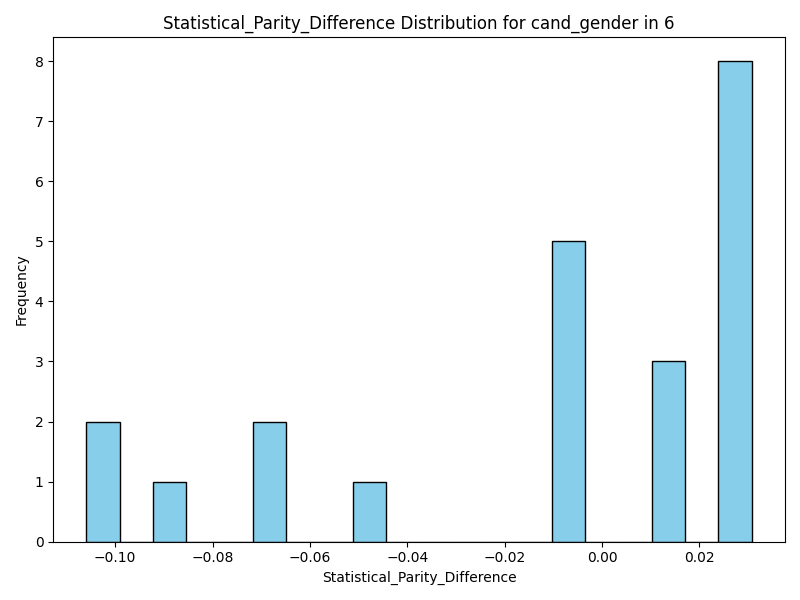 Statistical_Parity_Difference Distribution for cand_gender in 6
Frequency
8
7
6
5
4
3
2
1
0
−0.10 −0.08 −0.06 −0.04 −0.02 0.00 0.02
Statistical_Parity_Difference